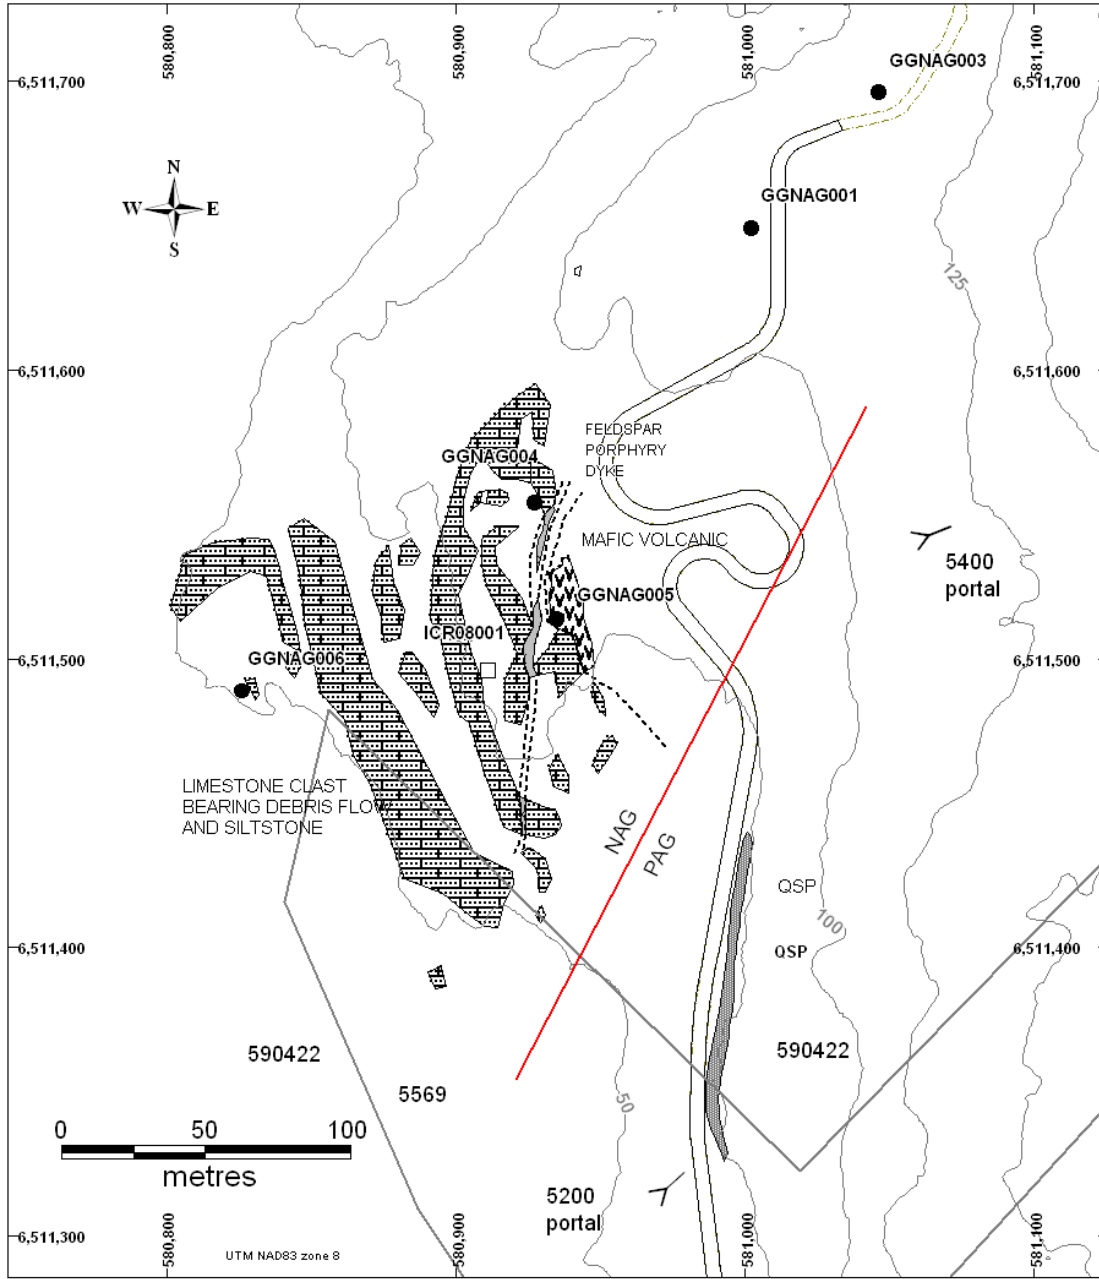 580,800
580,900
581,000
581,100
GGNAG003
6,511,700
6,511,700
N
W E
S
GGNAG001
125
6,511,600
6,511,600
FELDSPAR
PORPHYRY
DYKE
GGNAG004
MAFIC VOLCANIC
5400
portal
GGNAG005
ICR08001
GGNAG006
6,511,500
6,511,500
LIMESTONE CLAST
BEARING DEBRIS FLOW
AND SILTSTONE
NAG
PAG
QSP
100
QSP
6,511,400
6,511,400
590422
590422
5569
50
0 50 100
metres
5200
portal
6,511,300
6,511,300
UTM NAD83 zone 8
580,800
580,900
581,000
581,100